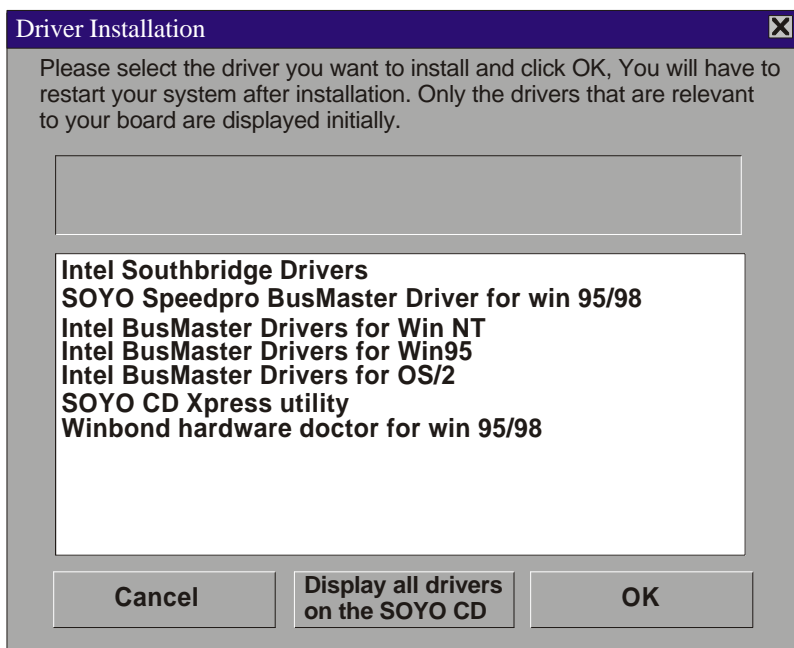 Driver Installation
Please select the driver you want to install and click OK, You will have to
restart your system after installation. Only the drivers that are relevant
to your board are displayed initially.
Intel Southbridge Drivers
SOYO Speedpro BusMaster Driver for win 95/98
Intel BusMaster Drivers for Win NT
Intel BusMaster Drivers for Win95
Intel BusMaster Drivers for OS/2
SOYO CD Xpress utility
Winbond hardware doctor for win 95/98
Cancel
Display all drivers
on the SOYO CD
OK